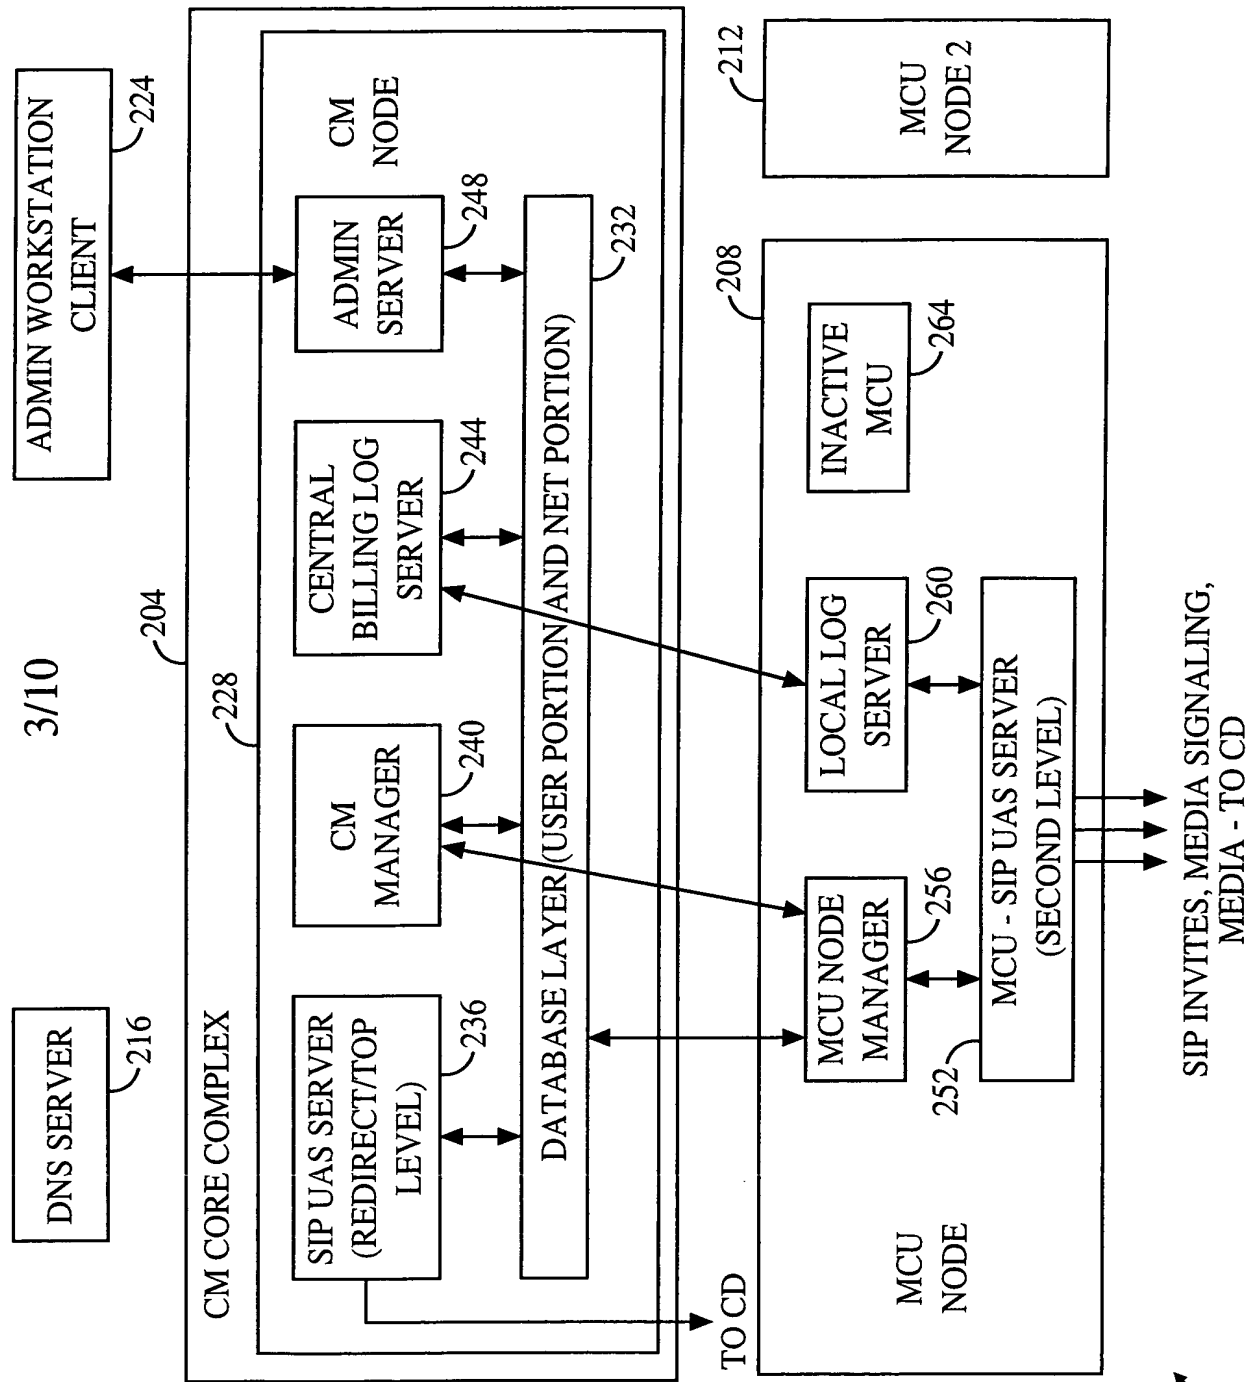 3/10
DNS SERVER
216
ADMIN WORKSTATION
CLIENT
224
204
CM CORE COMPLEX
228
SIP UAS SERVER
(REDIRECT/TOP
LEVEL)
236
CM
MANAGER
240
CENTRAL
BILLING LOG
SERVER
244
ADMIN
SERVER
248
CM
NODE
DATABASE LAYER (USER PORTION AND NET PORTION)
232
TO CD
208
212
MCU
NODE 2
MCU NODE
MANAGER
256
LOCAL LOG
SERVER
260
INACTIVE
MCU
264
MCU
NODE
252
MCU - SIP UAS SERVER
(SECOND LEVEL)
SIP INVITES, MEDIA SIGNALING,
MEDIA - TO CD